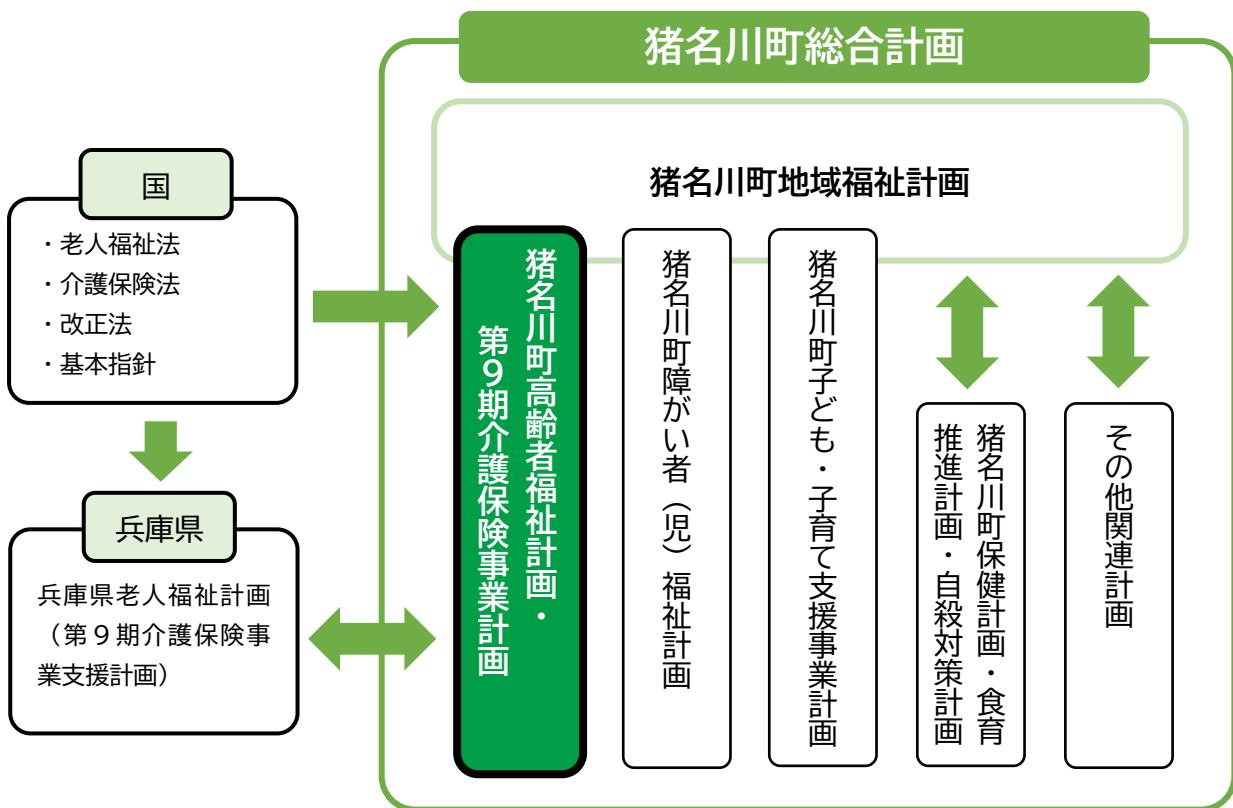 猪名川町総合計画
猪名川町地域福祉計画
国
・老人福祉法
・介護保険法
・改正法
・基本指針
兵庫県
兵庫県老人福祉計画
（第９期介護保険事
業支援計画）
猪名川町高齢者福祉計画・
第９期介護保険事業計画
猪名川町障がい者（児）福祉計画
猪名川町子ども・子育て支援事業計画
猪名川町保健計画・食育
推進計画・自殺対策計画
その他関連計画